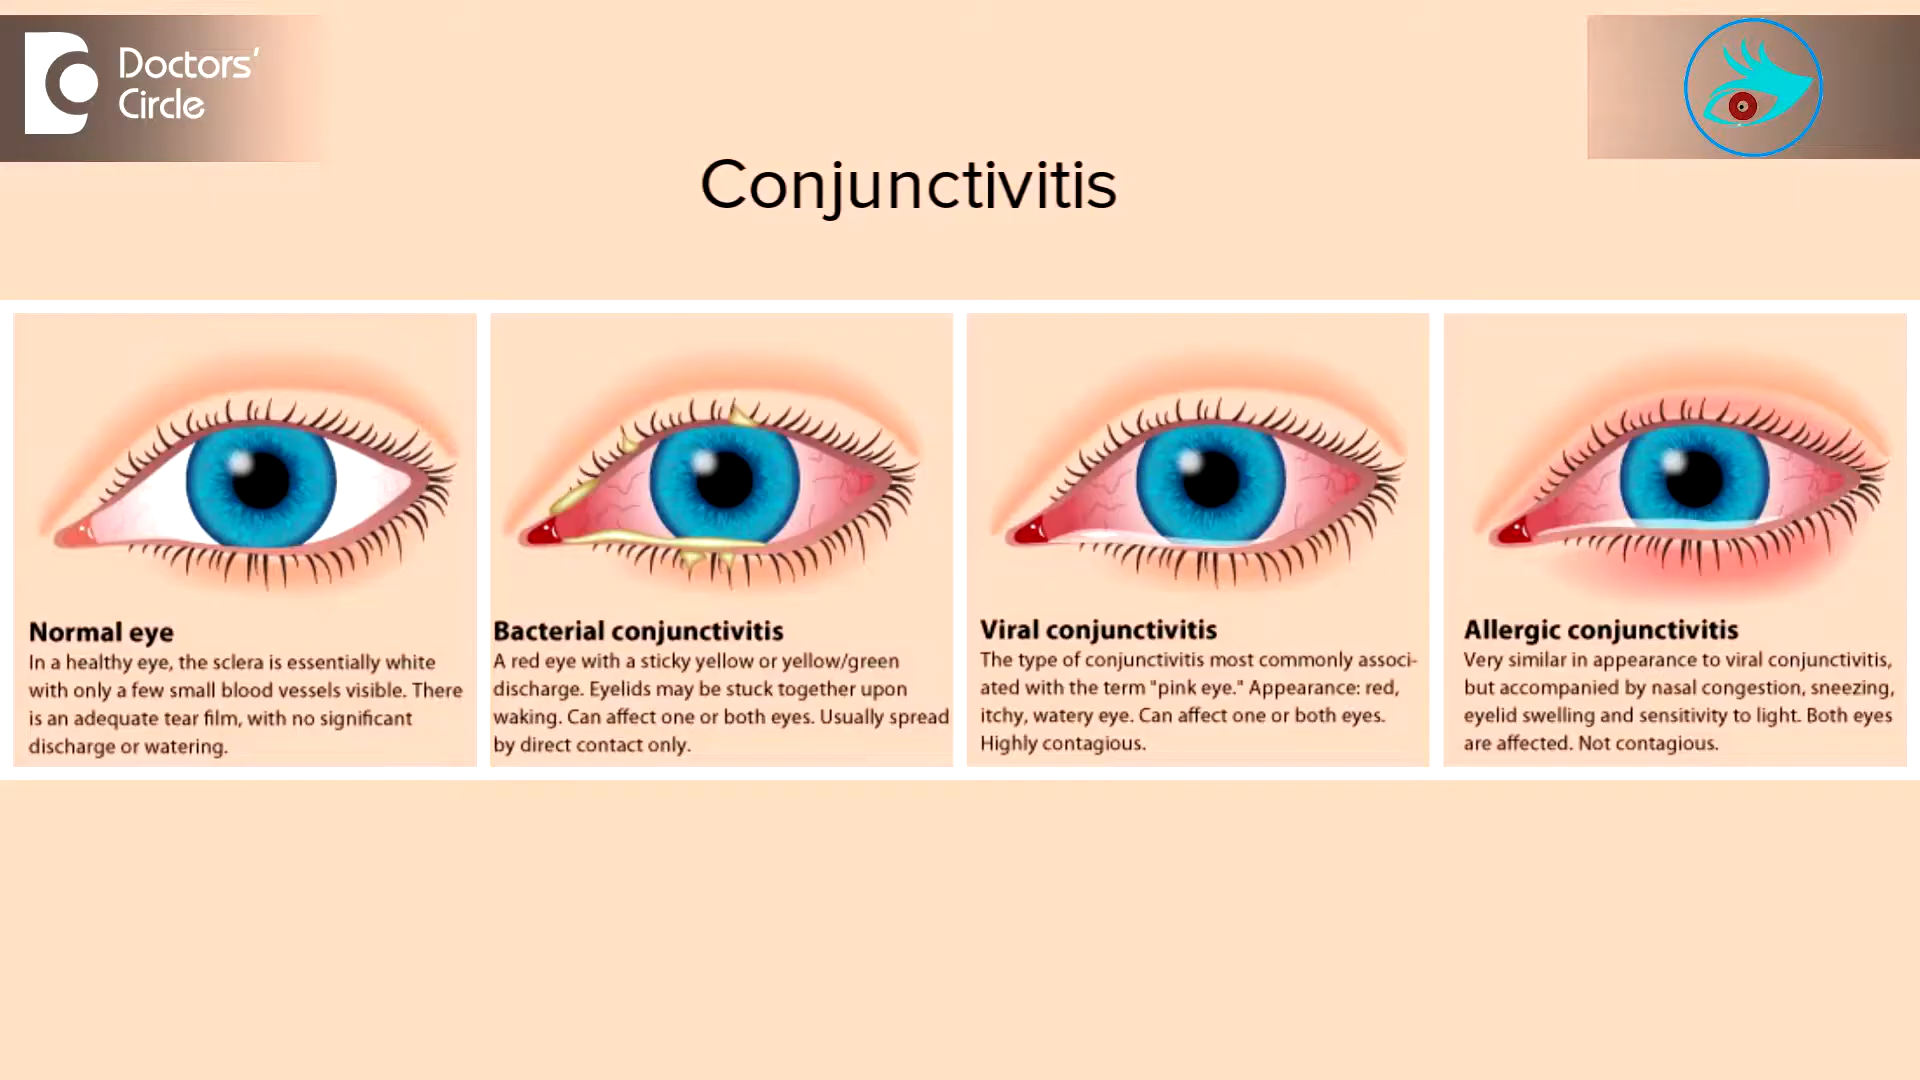 Doctors'
Circle
Conjunctivitis
Normal eye
In a healthy eye, the sclera is essentially white
with only a few small blood vessels visible. There
is an adequate tear film, with no significant
discharge or watering.
Bacterial conjunctivitis
A red eye with a sticky yellow or yellow/green
discharge. Eyelids may be stuck together upon
waking. Can affect one or both eyes. Usually spread
by direct contact only.
Viral conjunctivitis
The type of conjunctivitis most commonly associ-
ated with the term "pink eye." Appearance: red,
itchy, watery eye. Can affect one or both eyes.
Highly contagious.
Allergic conjunctivitis
Very similar in appearance to viral conjunctivitis,
but accompanied by nasal congestion, sneezing,
eyelid swelling and sensitivity to light. Both eyes
are affected. Not contagious.